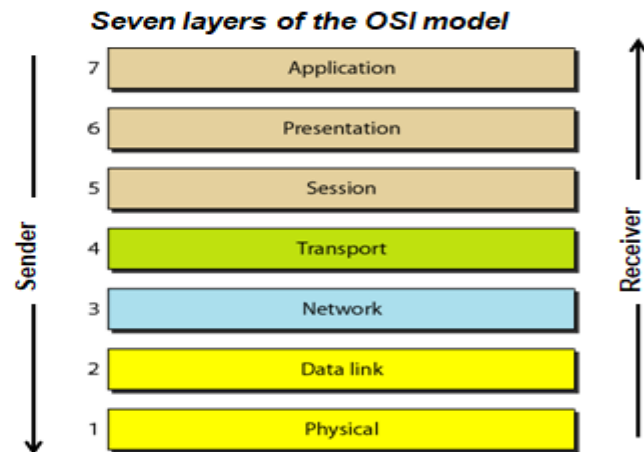 Seven layers of the OSI model
7 Application
6 Presentation
5 Session
4 Transport
3 Network
2 Data link
1 Physical
Sender
Receiver